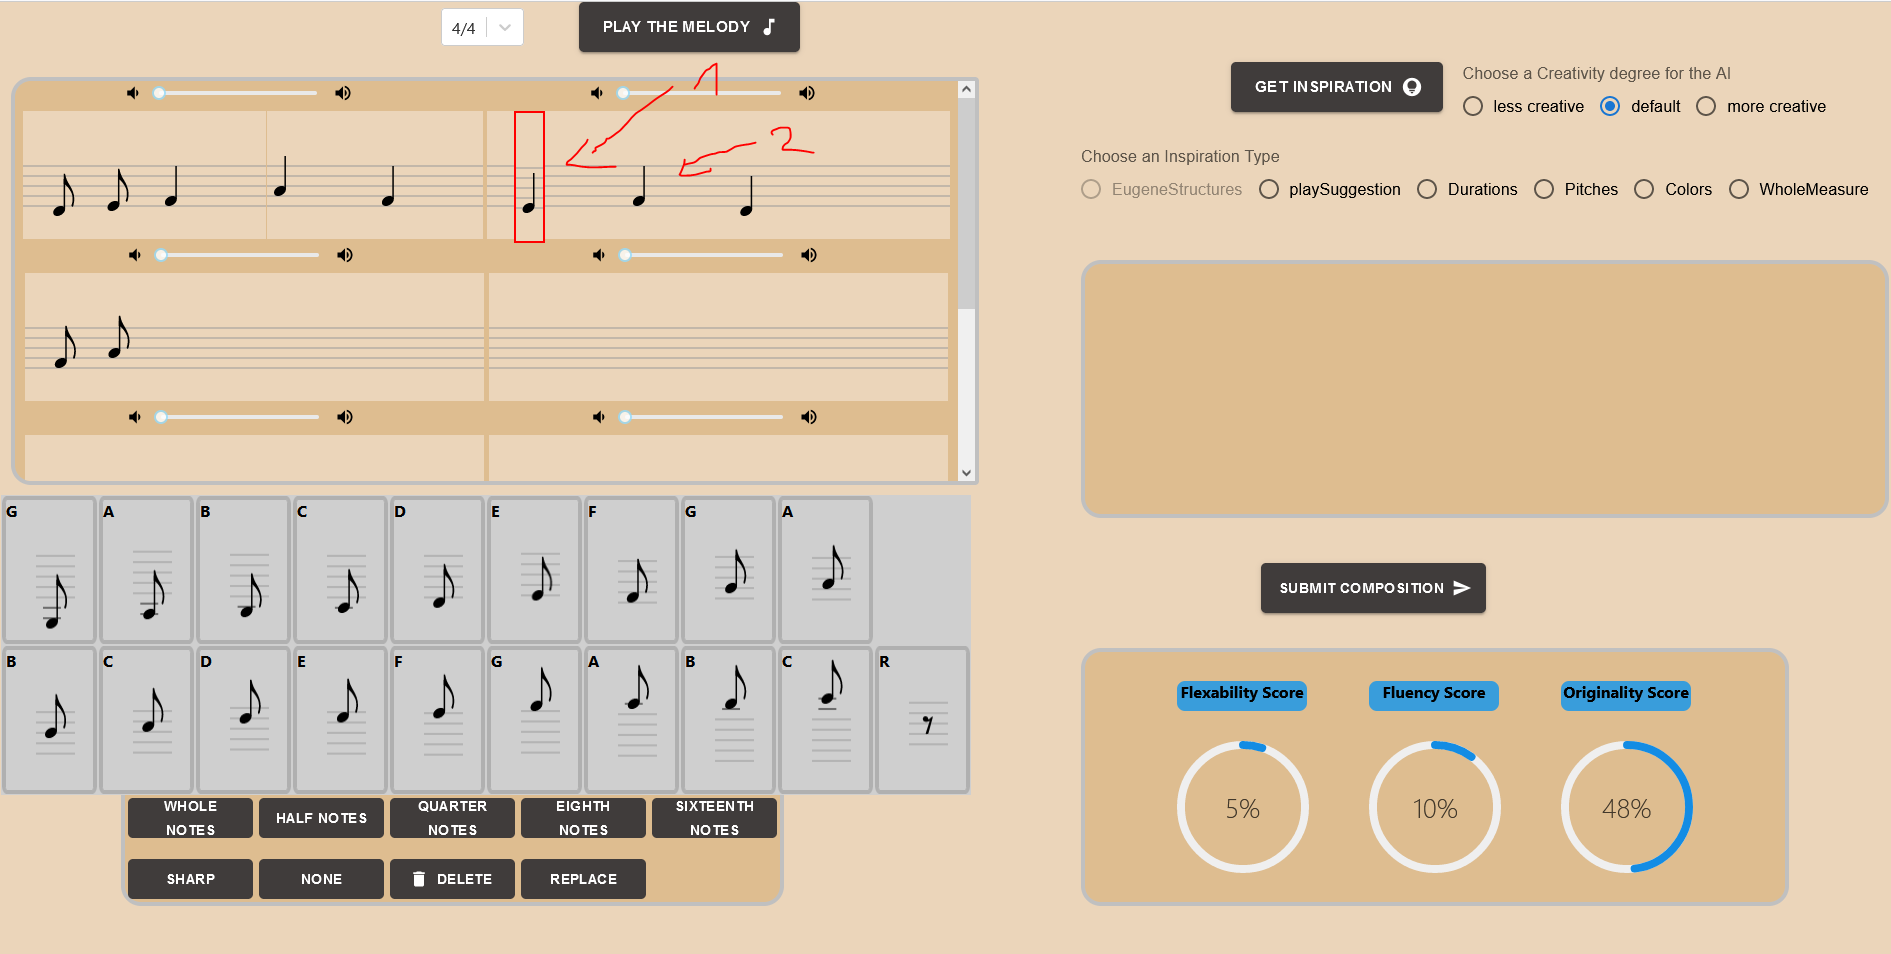 4/4
PLAY THE MELODY
1
2
GET INSPIRATION
Choose a Creativity degree for the AI
less creative default more creative
Choose an Inspiration Type
EugeneStructures playSuggestion Durations Pitches Colors WholeMeasure
G A B C D E F G A
B C D E F G A B C R
WHOLE NOTES
HALF NOTES
QUARTER NOTES
EIGHTH NOTES
SIXTEENTH NOTES
SHARP
NONE
DELETE
REPLACE
SUBMIT COMPOSITION
Flexability Score Fluency Score Originality Score
5% 10% 48%